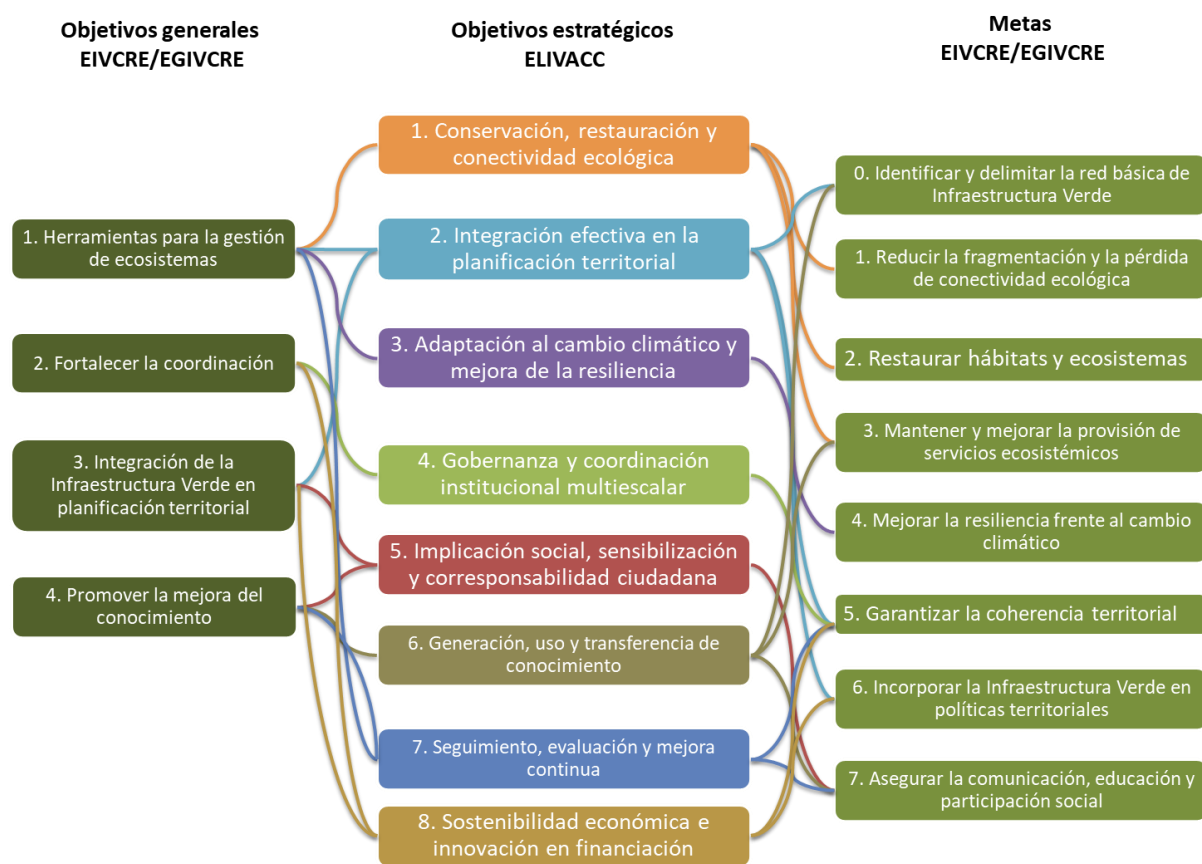 Objetivos generales
EIVCRE/EGIVCRE
Objetivos estratégicos
ELIVACC
Metas
EIVCRE/EGIVCRE
1. Herramientas para la gestión
de ecosistemas
2. Fortalecer la coordinación
3. Integración de la
Infraestructura Verde en
planificación territorial
4. Promover la mejora del
conocimiento
1. Conservación, restauración y
conectividad ecológica
2. Integración efectiva en la
planificación territorial
3. Adaptación al cambio climático y
mejora de la resiliencia
4. Gobernanza y coordinación
institucional multiescalar
5. Implicación social, sensibilización
y corresponsabilidad ciudadana
6. Generación, uso y transferencia de
conocimiento
7. Seguimiento, evaluación y mejora
continua
8. Sostenibilidad económica e
innovación en financiación
0. Identificar y delimitar la red básica de
Infraestructura Verde
1. Reducir la fragmentación y la pérdida
de conectividad ecológica
2. Restaurar hábitats y ecosistemas
3. Mantener y mejorar la provisión de
servicios ecosistémicos
4. Mejorar la resiliencia frente al cambio
climático
5. Garantizar la coherencia territorial
6. Incorporar la Infraestructura Verde en
políticas territoriales
7. Asegurar la comunicación, educación y
participación social